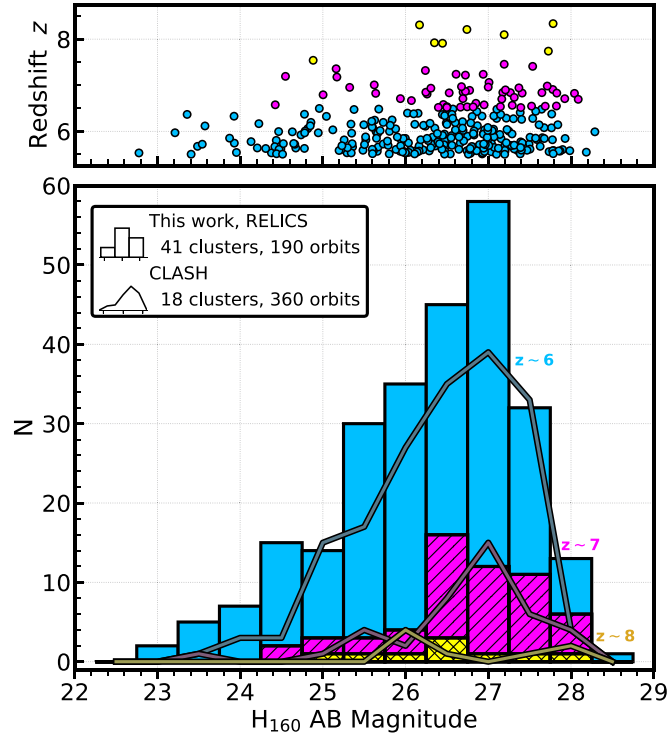 Redshift z
8
6
60
50
40
30
20
10
0
N
This work, RELICS
41 clusters, 190 orbits
CLASH
18 clusters, 360 orbits
z ~ 6
z ~ 7
z ~ 8
22 23 24 25 26 27 28 29
H160 AB Magnitude